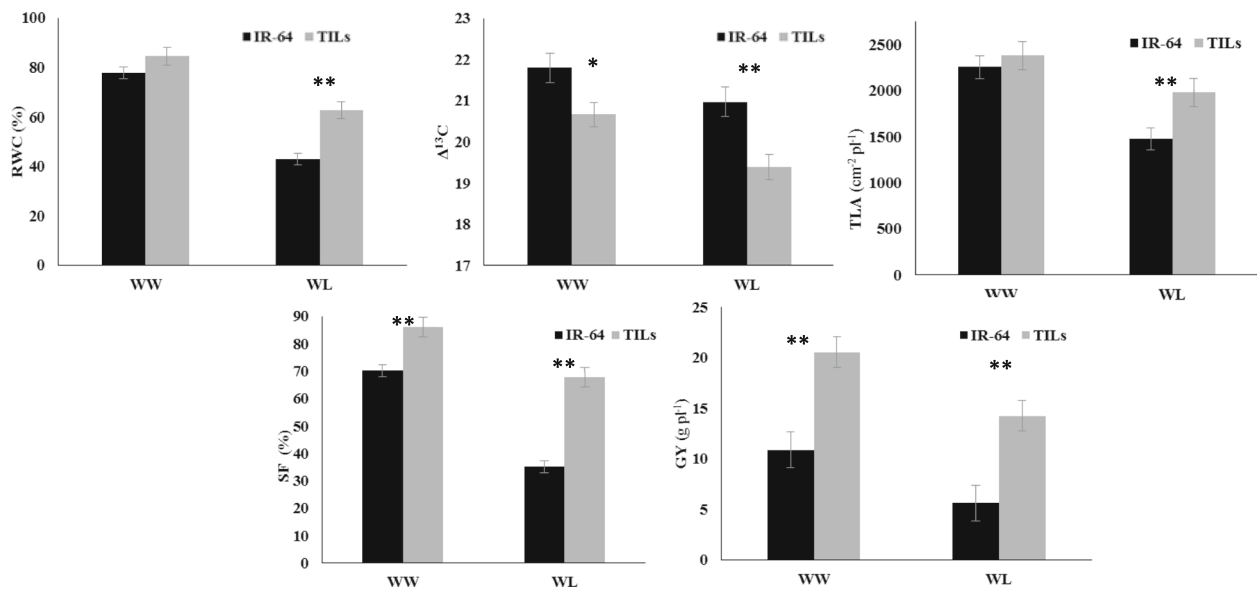 RWC (%)
100
80
60
40
20
0
IR-64 TILs
**
WW WL
Δ¹³C
23
22
21
20
19
18
17
IR-64 TILs
* **
WW WL
TLA (cm⁻² pl⁻¹)
2500
2000
1500
1000
500
0
IR-64 TILs
**
WW WL
SF (%)
90
80
70
60
50
40
30
20
10
0
IR-64 TILs
** **
WW WL
GY (g pl⁻¹)
25
20
15
10
5
0
IR-64 TILs
** **
WW WL